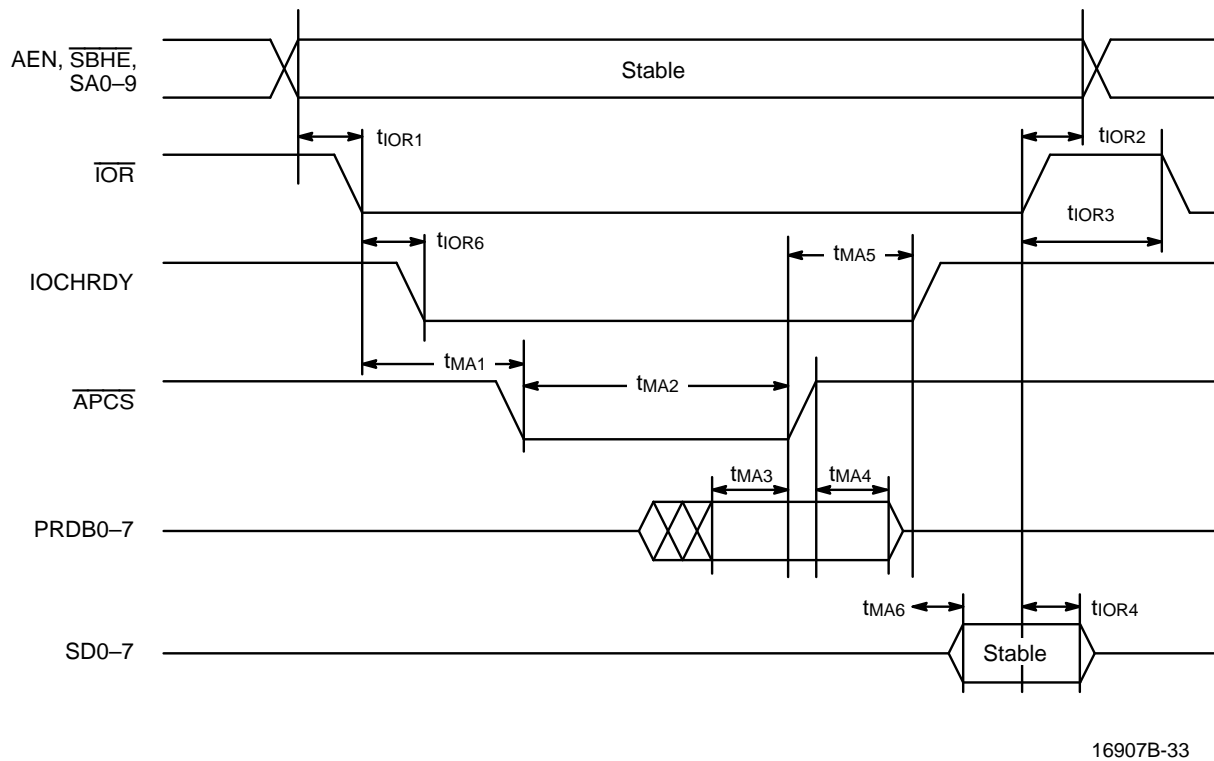 AEN, SBHE,
SA0–9
Stable
tIOR1
tIOR2
IOR
tIOR3
tIOR6
tMA5
IOCHRDY
tMA1
tMA2
APCS
tMA3
tMA4
PRDB0–7
tMA6
tIOR4
SD0–7
Stable
16907B-33